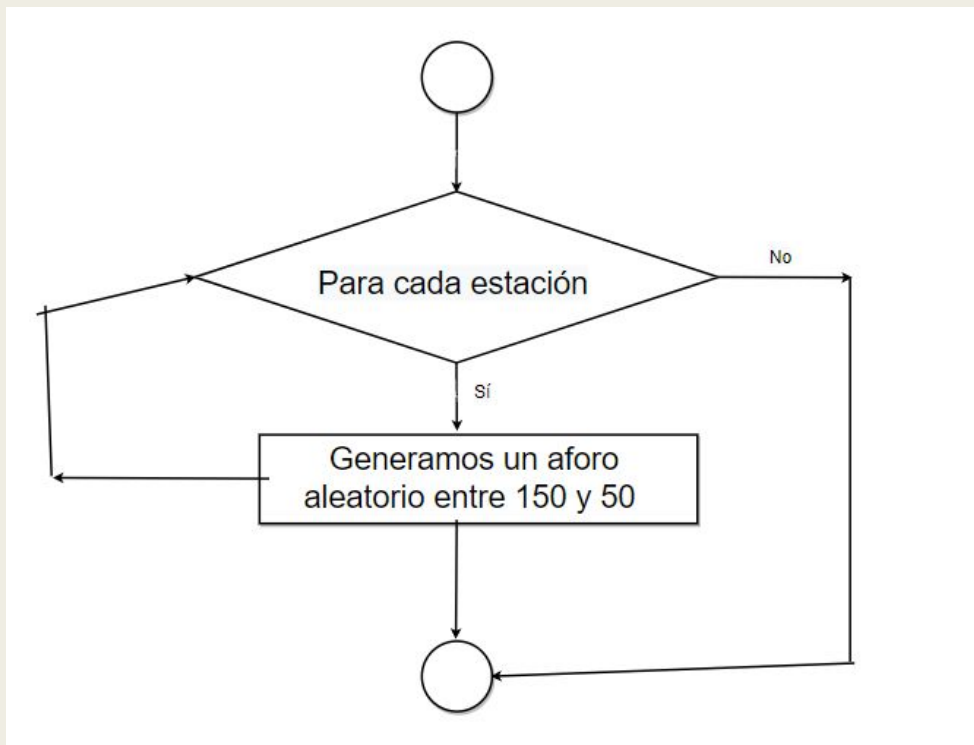 No
Para cada estación
Sí
Generamos un aforo
aleatorio entre 150 y 50